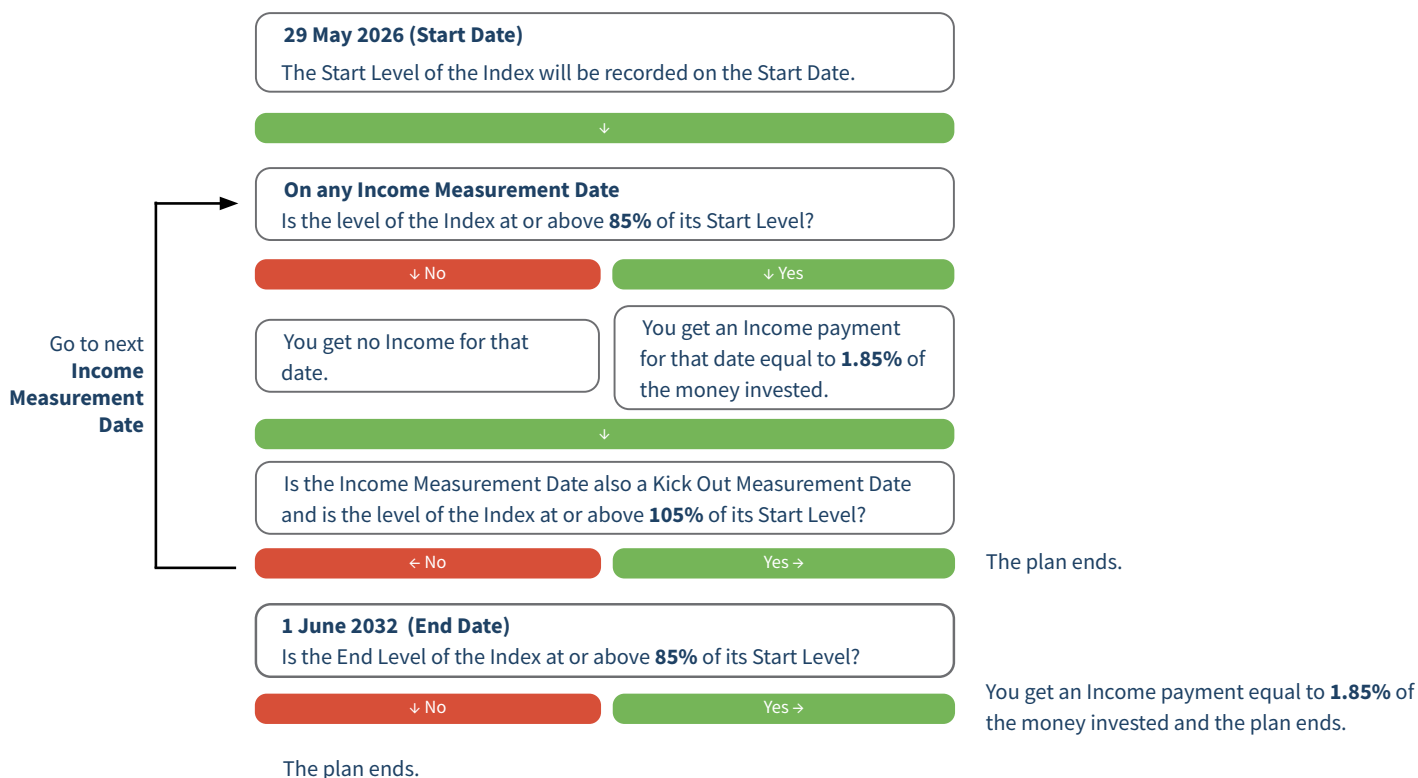 29 May 2026 (Start Date)
The Start Level of the Index will be recorded on the Start Date.
↓
On any Income Measurement Date
Is the level of the Index at or above 85% of its Start Level?
↓ No
↓ Yes
You get no Income for that
date.
You get an Income payment
for that date equal to 1.85% of
the money invested.
Go to next
Income
Measurement
Date
↓
Is the Income Measurement Date also a Kick Out Measurement Date
and is the level of the Index at or above 105% of its Start Level?
← No
Yes →
The plan ends.
1 June 2032 (End Date)
Is the End Level of the Index at or above 85% of its Start Level?
↓ No
Yes →
You get an Income payment equal to 1.85% of
the money invested and the plan ends.
The plan ends.